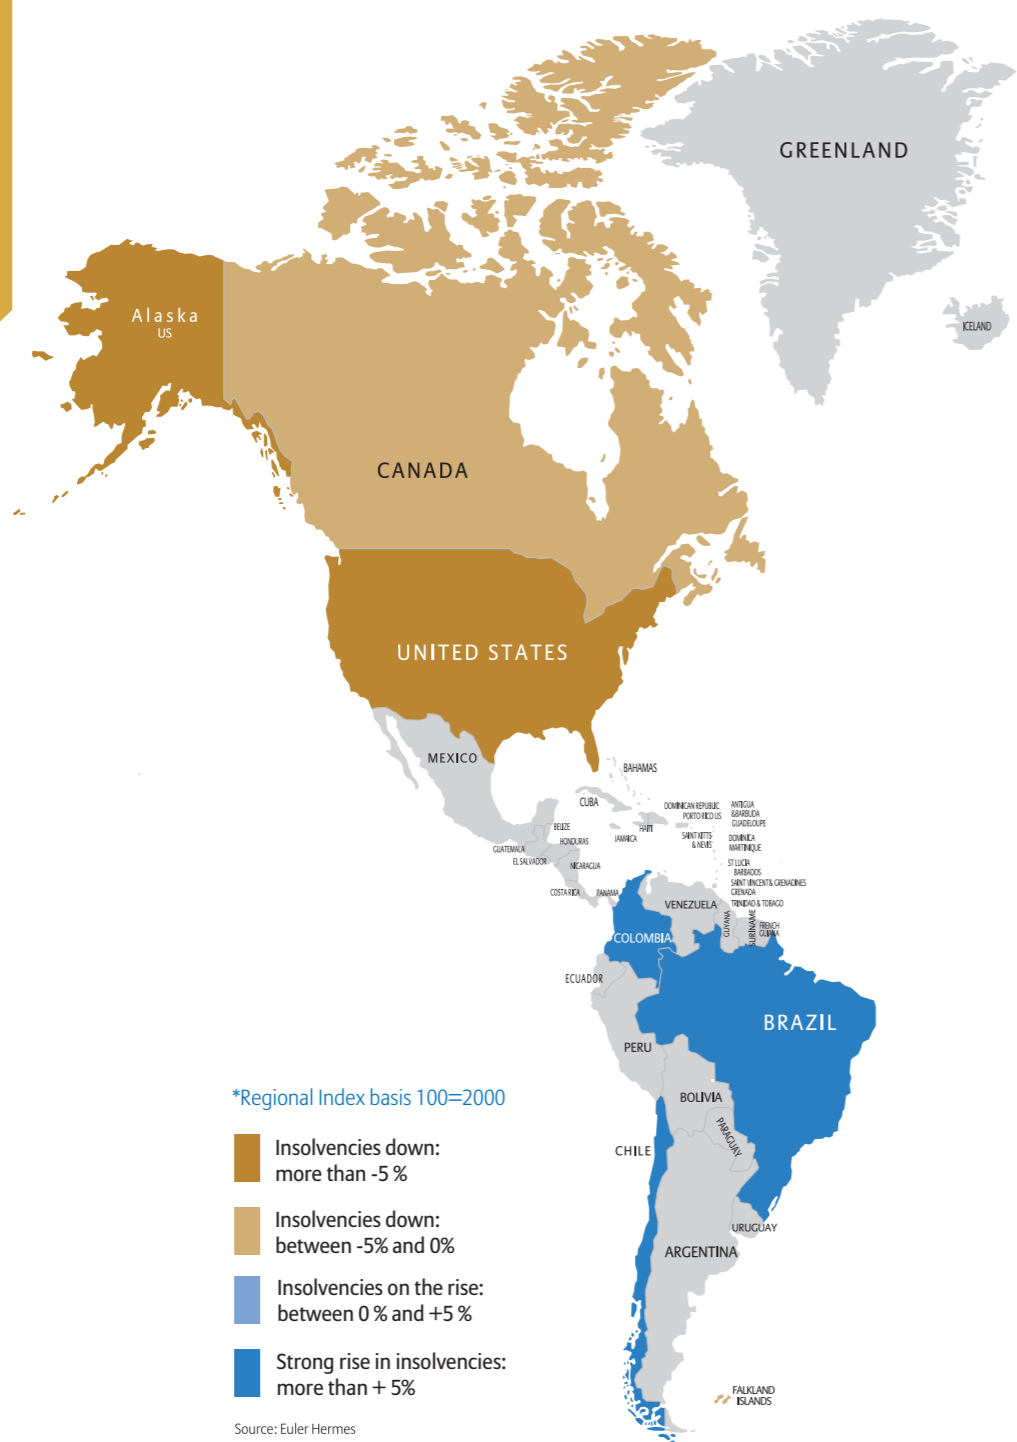 GREENLAND
ICELAND
Alaska
US
CANADA
UNITED STATES
MEXICO
BAHAMAS
CUBA
DOMINICAN REPUBLIC
PORTO RICO US
ANTIGUA
&BARBUDA
GUADELOUPE
BELIZE
HAITI
JAMAICA
SAINT KITTS
& NEVIS
DOMINICA
MARTINIQUE
GUATEMALA
HONDURAS
EL SALVADOR
NICARAGUA
ST LUCIA
BARBADOS
SAINT VINCENT& GRENADINES
GRENADA
TRINIDAD & TOBAGO
COSTA RICA
PANAMA
VENEZUELA
GUYANA
SURINAME
FRENCH
GUIANA
COLOMBIA
ECUADOR
BRAZIL
PERU
BOLIVIA
PARAGUAY
CHILE
URUGUAY
ARGENTINA
FALKLAND
ISLANDS
*Regional Index basis 100=2000
Insolvencies down:
more than -5 %
Insolvencies down:
between -5% and 0%
Insolvencies on the rise:
between 0 % and +5 %
Strong rise in insolvencies:
more than + 5%
Source: Euler Hermes